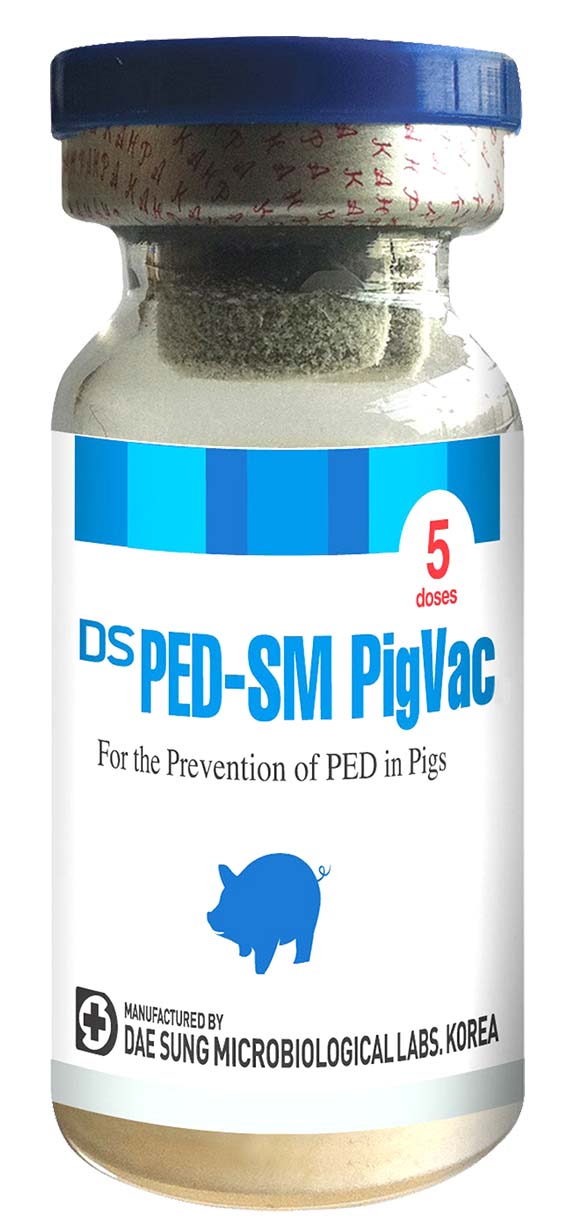 5
doses
DS PED-SM PigVac
For the Prevention of PED in Pigs
MANUFACTURED BY
DAE SUNG MICROBIOLOGICAL LABS. KOREA